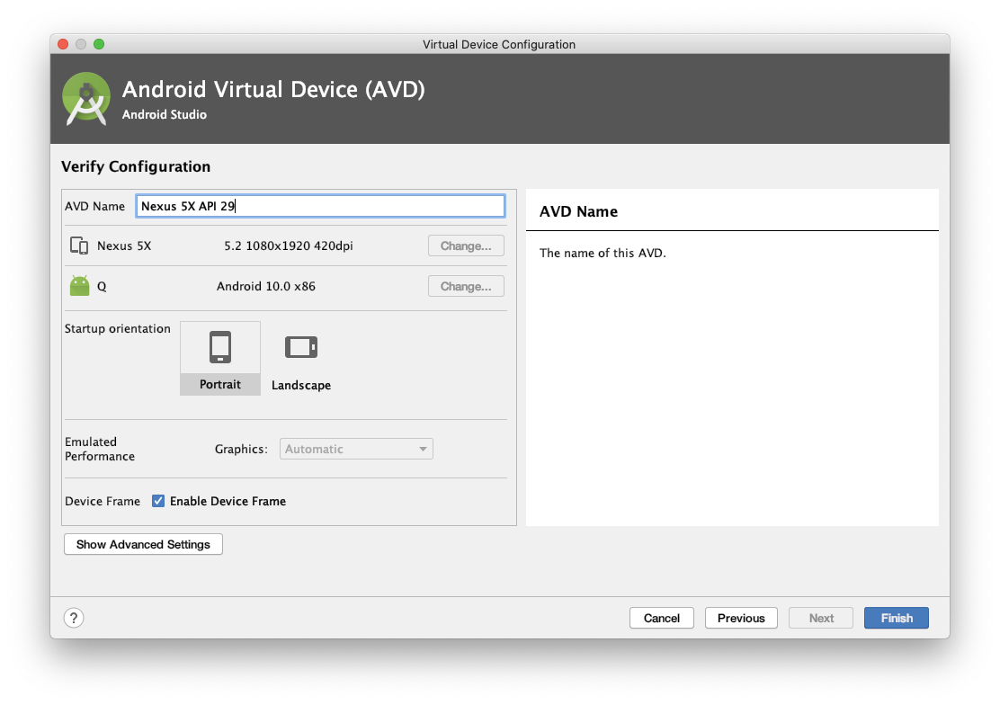 Virtual Device Configuration
Android Virtual Device (AVD)
Android Studio
Verify Configuration
AVD Name Nexus 5X API 29
Nexus 5X 5.2 1080x1920 420dpi Change...
Q Android 10.0 x86 Change...
Startup orientation
Portrait Landscape
Emulated
Performance Graphics: Automatic
Device Frame Enable Device Frame
Show Advanced Settings
AVD Name
The name of this AVD.
? Cancel Previous Next Finish